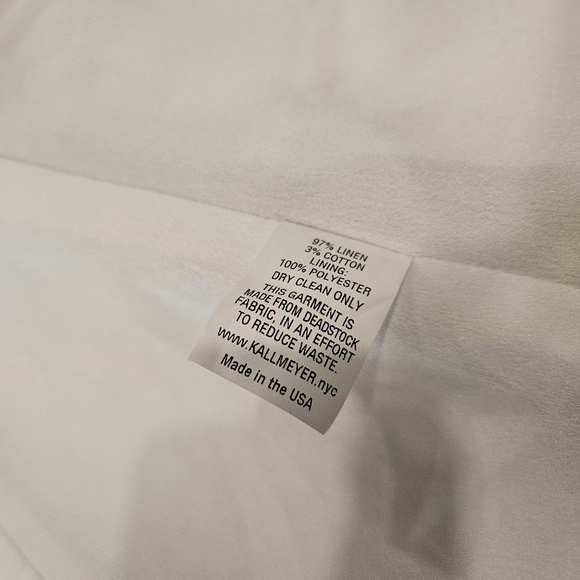 97% LINEN
3% COTTON
LINING:
100% POLYESTER
DRY CLEAN ONLY
THIS GARMENT IS
MADE FROM DEADSTOCK
FABRIC, IN AN EFFORT
TO REDUCE WASTE.
www.KALLMEYER.nyc
Made in the USA